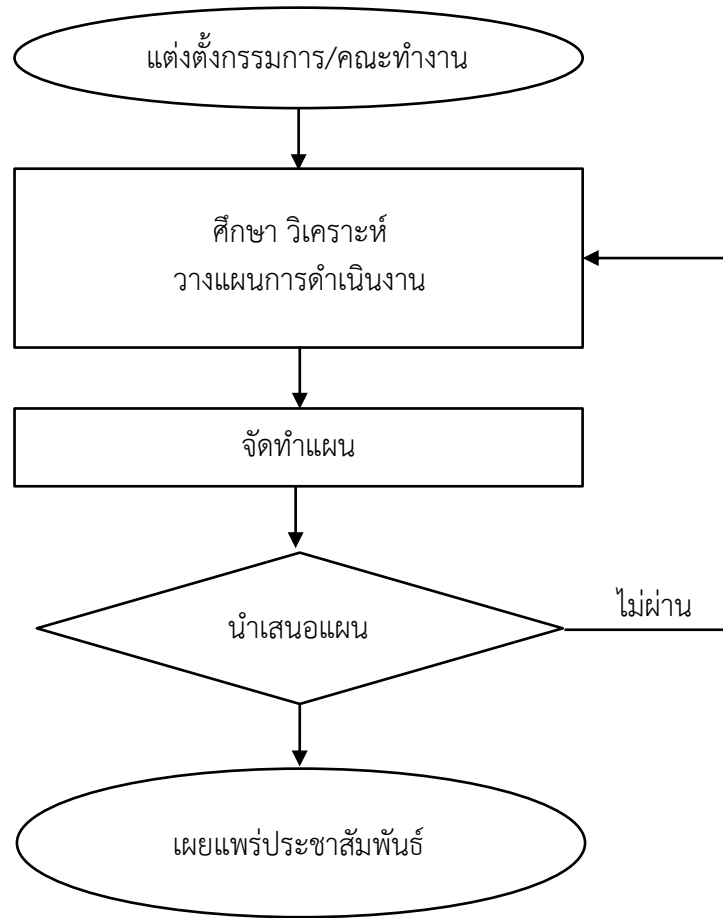 แต่งตั้งกรรมการ/คณะทำงาน
ศึกษา วิเคราะห์
วางแผนการดำเนินงาน
จัดทำแผน
นำเสนอแผน
ไม่ผ่าน
เผยแพร่ประชาสัมพันธ์